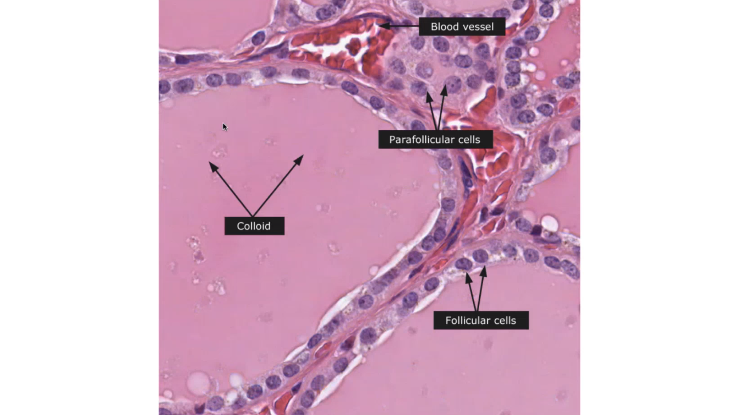 Blood vessel
Parafollicular cells
Colloid
Follicular cells